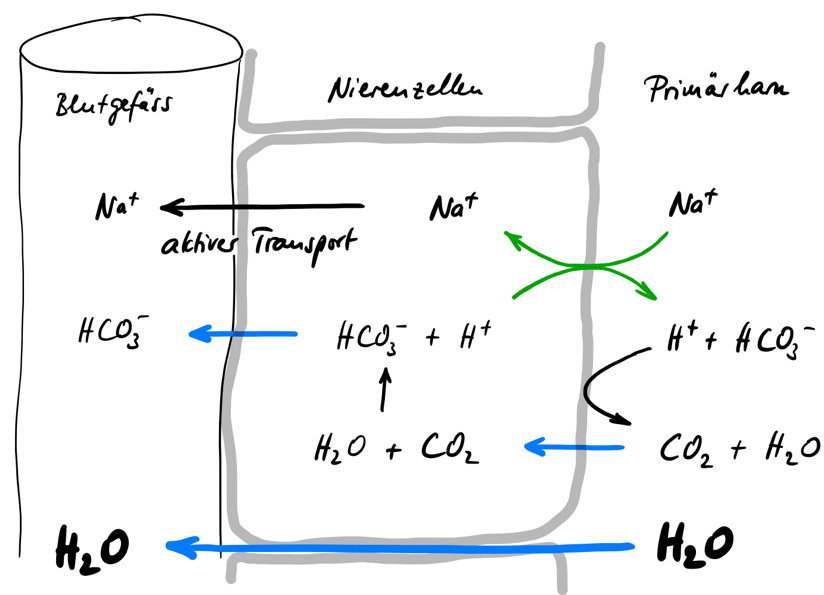 Blutgefäss Nierenzellen Primärharn
Na⁺ Na⁺ Na⁺
aktiver Transport
HCO₃⁻ HCO₃⁻ + H⁺ H⁺ + HCO₃⁻
H₂O + CO₂ CO₂ + H₂O
H₂O H₂O